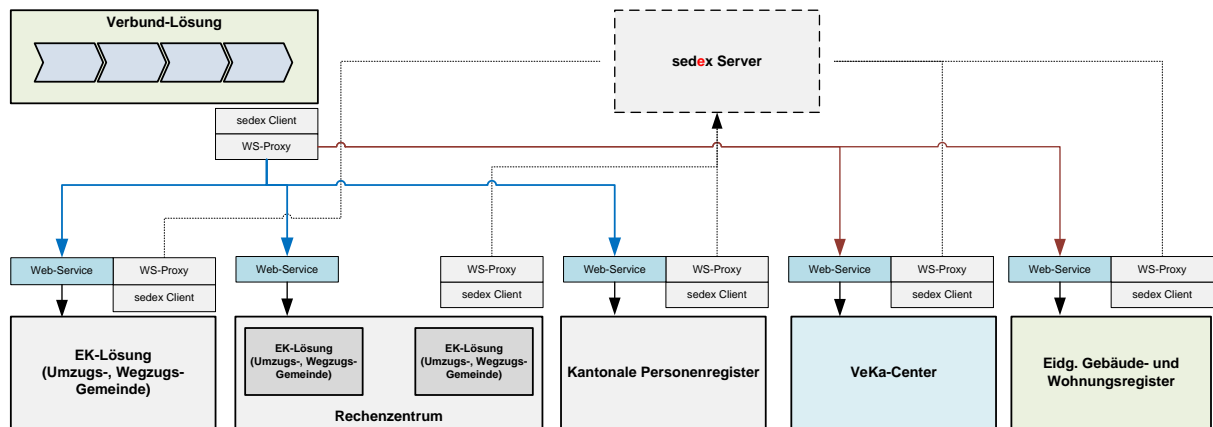 Verbund-Lösung
sedex Server
sedex Client
WS-Proxy
Web-Service
WS-Proxy
sedex Client
Web-Service
WS-Proxy
sedex Client
Web-Service
WS-Proxy
sedex Client
Web-Service
WS-Proxy
sedex Client
Web-Service
WS-Proxy
sedex Client
EK-Lösung
(Umzugs-, Wegzugs-
Gemeinde)
EK-Lösung
(Umzugs-, Wegzugs-
Gemeinde)
EK-Lösung
(Umzugs-, Wegzugs-
Gemeinde)
Rechenzentrum
Kantonale Personenregister
VeKa-Center
Eidg. Gebäude- und
Wohnungsregister